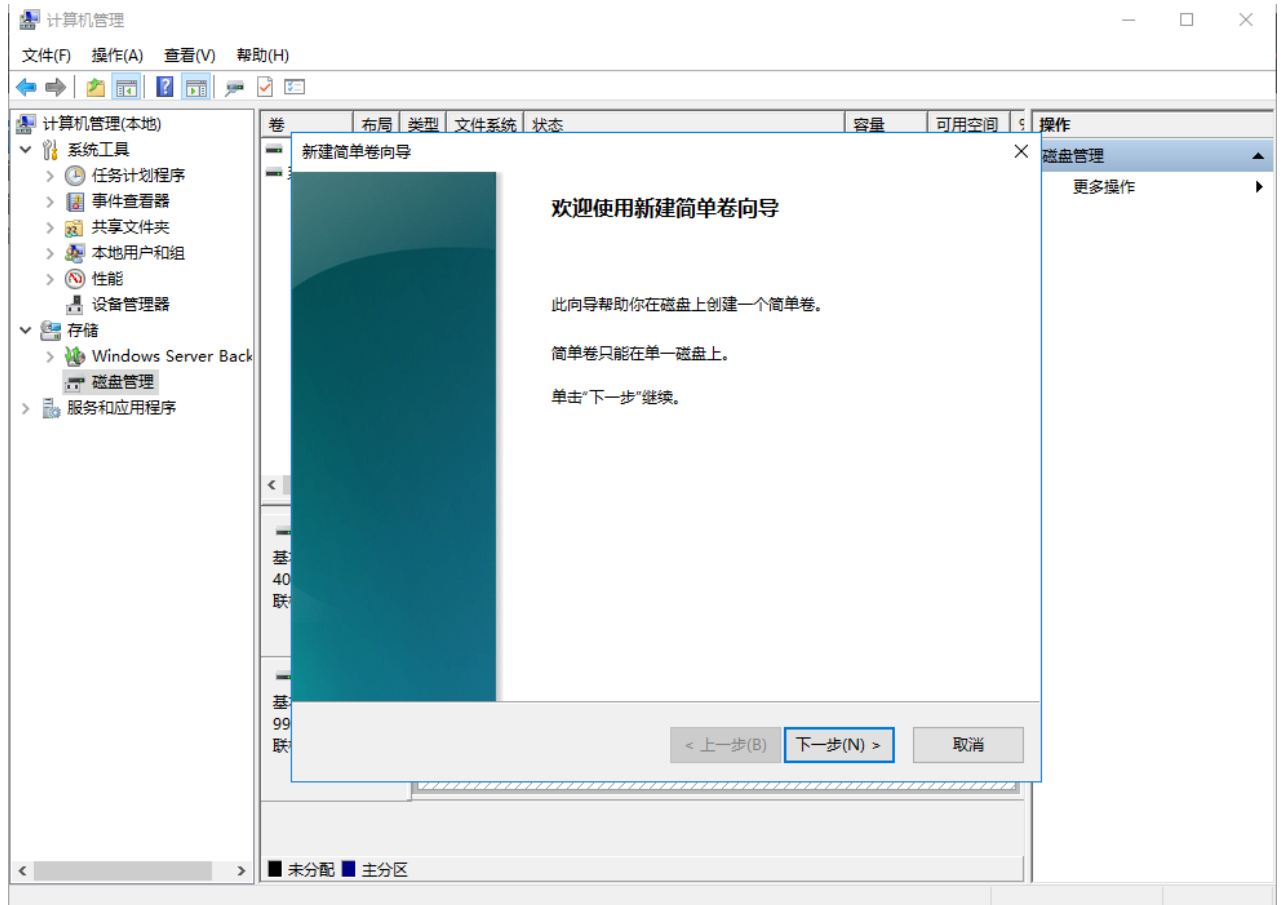 计算机管理
文件(F) 操作(A) 查看(V) 帮助(H)
计算机管理(本地)
系统工具
任务计划程序
事件查看器
共享文件夹
本地用户和组
性能
设备管理器
存储
Windows Server Back
磁盘管理
服务和应用程序
卷 布局 类型 文件系统 状态 容量 可用空间
新建简单卷向导
欢迎使用新建简单卷向导
此向导帮助你在磁盘上创建一个简单卷。
简单卷只能在单一磁盘上。
单击"下一步"继续。
< 上一步(B) 下一步(N) > 取消
基
40
联
基
99
联
未分配 主分区
操作
磁盘管理
更多操作